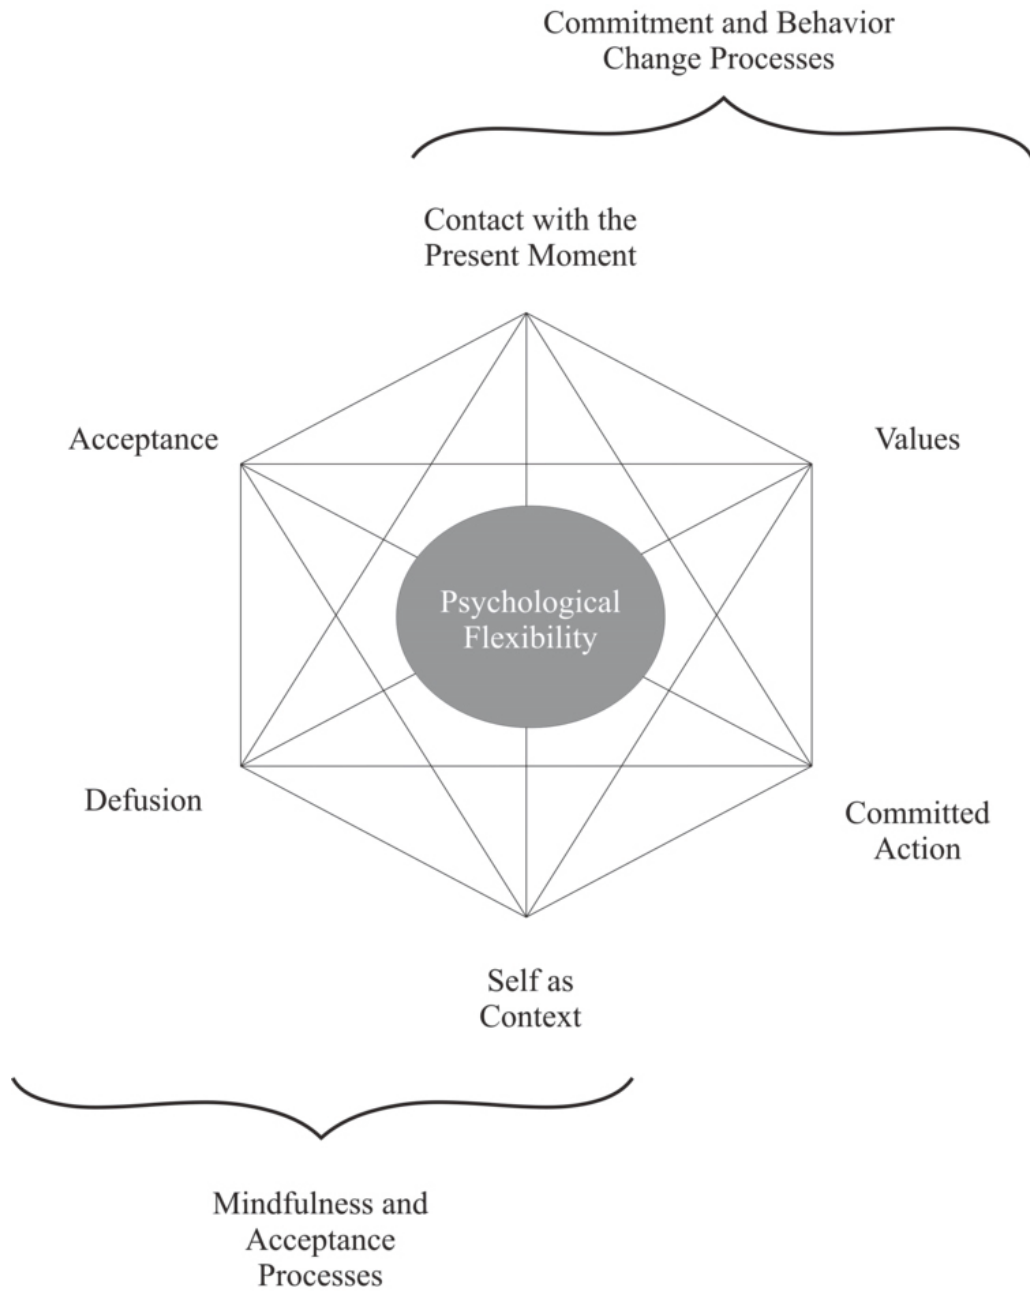 Commitment and Behavior
Change Processes
Contact with the
Present Moment
Acceptance
Values
Psychological
Flexibility
Defusion
Committed
Action
Self as
Context
Mindfulness and
Acceptance
Processes